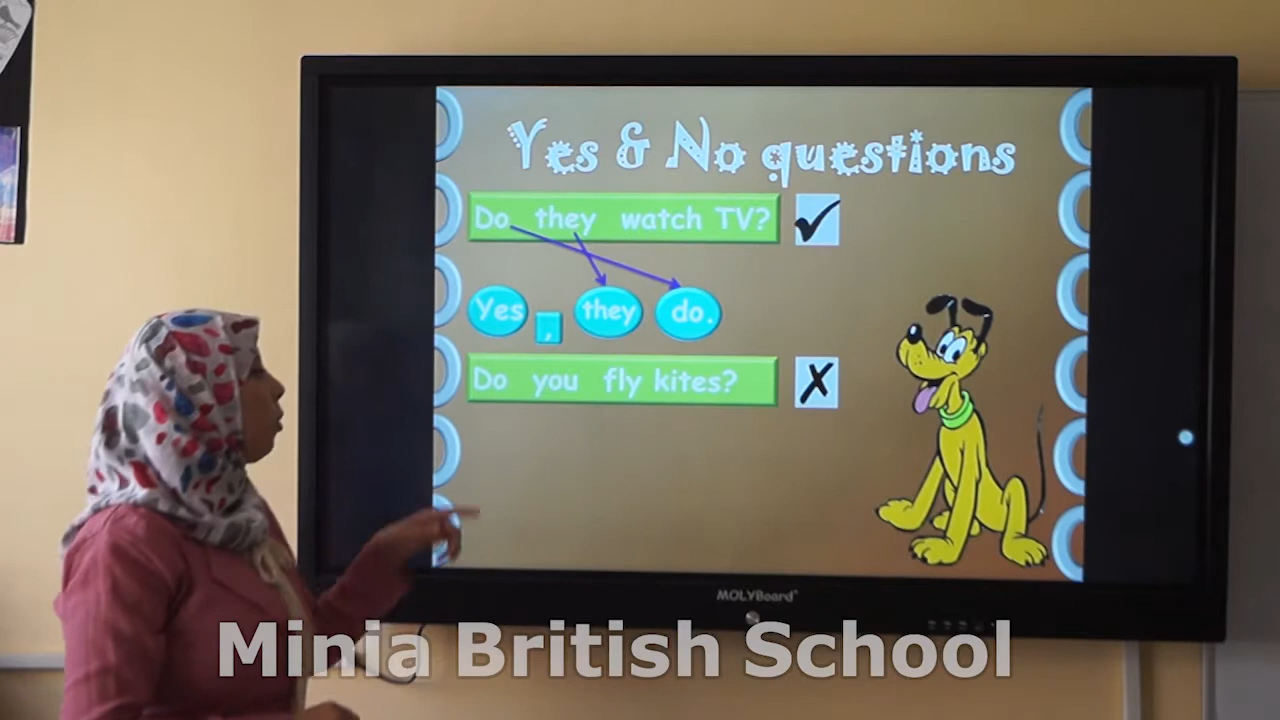 Yes & No questions
Do they watch TV?
Yes , they do.
Do you fly kites?
MOLYBoard
Minia British School